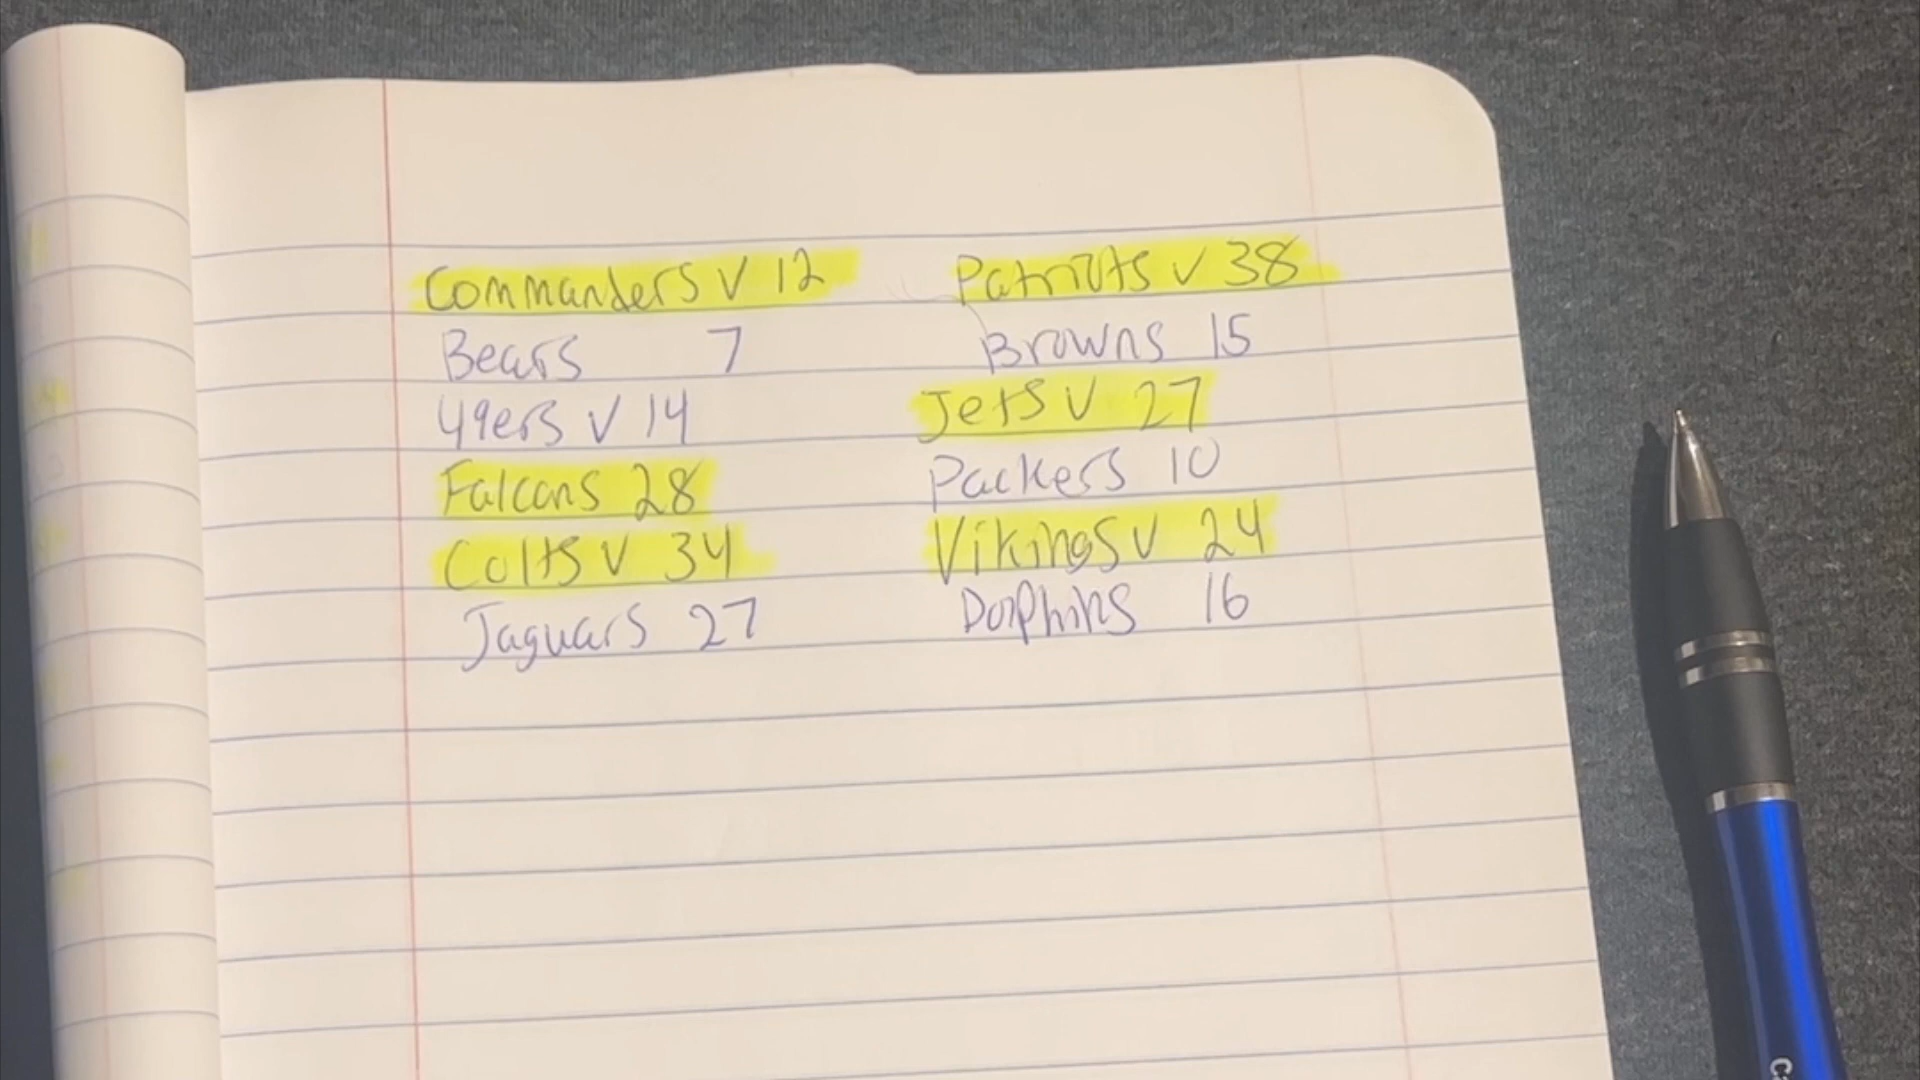 Commanders v 12
Bears 7
49ers v 14
Falcons 28
Colts v 34
Jaguars 27
Patriots v 38
Browns 15
Jets v 27
Packers 10
Vikings v 24
Dolphins 16